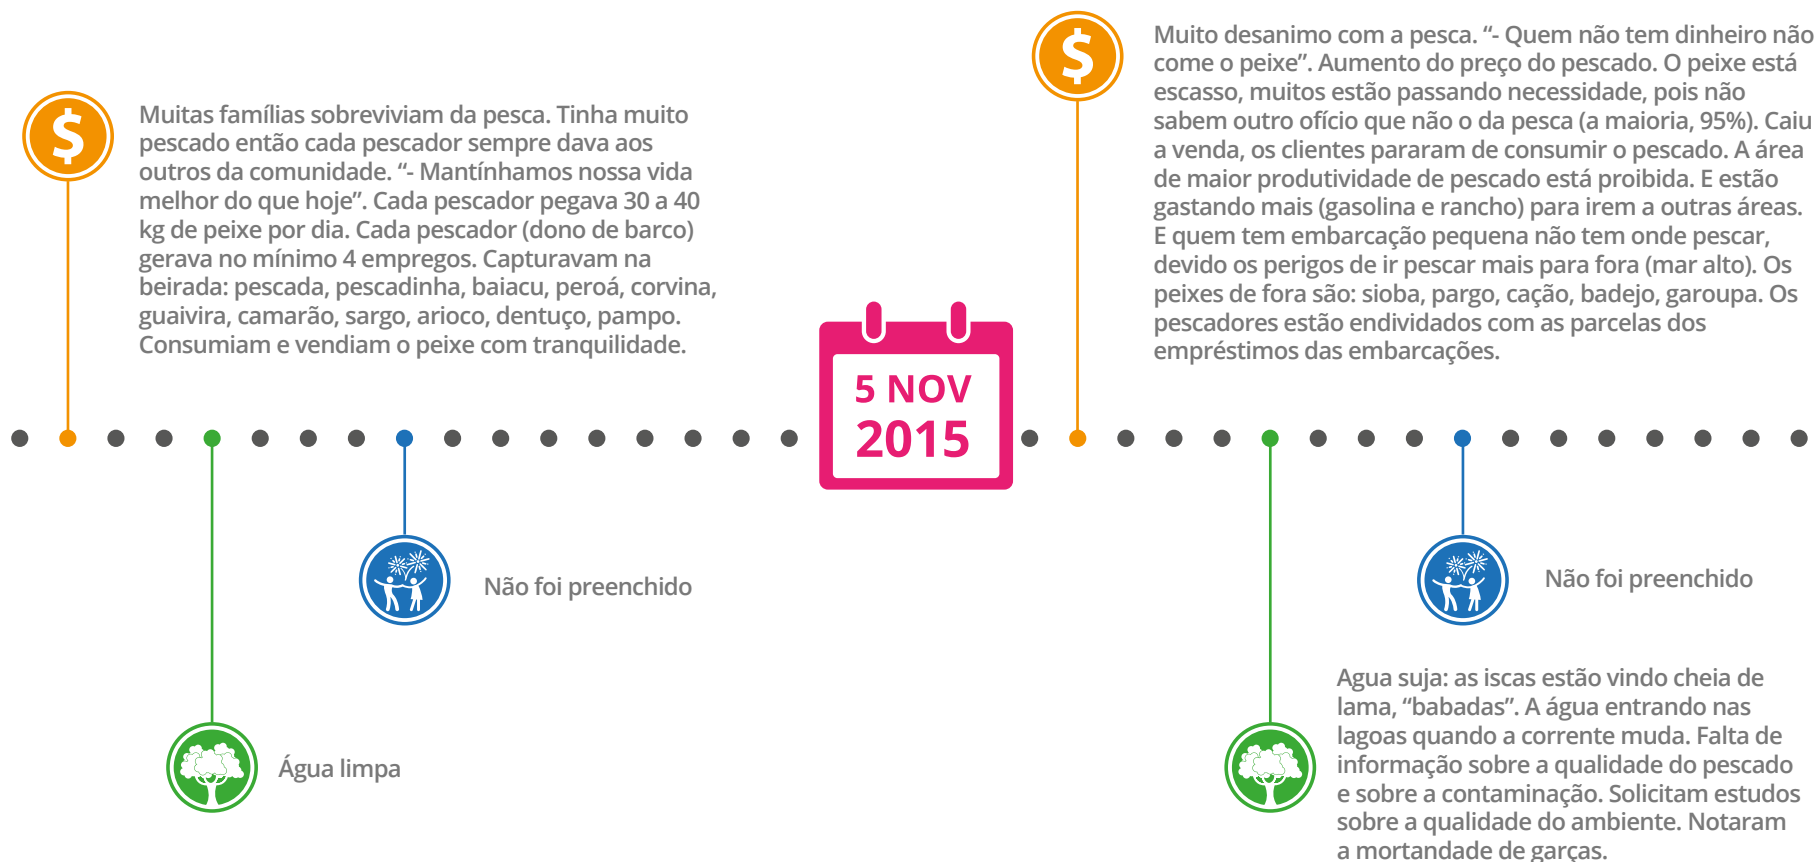 Muitas famílias sobreviviam da pesca. Tinha muito
pescado então cada pescador sempre dava aos
outros da comunidade. “- Mantínhamos nossa vida
melhor do que hoje”. Cada pescador pegava 30 a 40
kg de peixe por dia. Cada pescador (dono de barco)
gerava no mínimo 4 empregos. Capturavam na
beirada: pescada, pescadinha, baiacu, peroá, corvina,
guaivira, camarão, sargo, arioco, dentuço, pampo.
Consumiam e vendiam o peixe com tranquilidade.
Não foi preenchido
Água limpa
5 NOV
2015
Muito desanimo com a pesca. “- Quem não tem dinheiro não
come o peixe”. Aumento do preço do pescado. O peixe está
escasso, muitos estão passando necessidade, pois não
sabem outro ofício que não o da pesca (a maioria, 95%). Caiu
a venda, os clientes pararam de consumir o pescado. A área
de maior produtividade de pescado está proibida. E estão
gastando mais (gasolina e rancho) para irem a outras áreas.
E quem tem embarcação pequena não tem onde pescar,
devido os perigos de ir pescar mais para fora (mar alto). Os
peixes de fora são: sioba, pargo, cação, badejo, garoupa. Os
pescadores estão endividados com as parcelas dos
empréstimos das embarcações.
Não foi preenchido
Agua suja: as iscas estão vindo cheia de
lama, “babadas”. A água entrando nas
lagoas quando a corrente muda. Falta de
informação sobre a qualidade do pescado
e sobre a contaminação. Solicitam estudos
sobre a qualidade do ambiente. Notaram
a mortandade de garças.